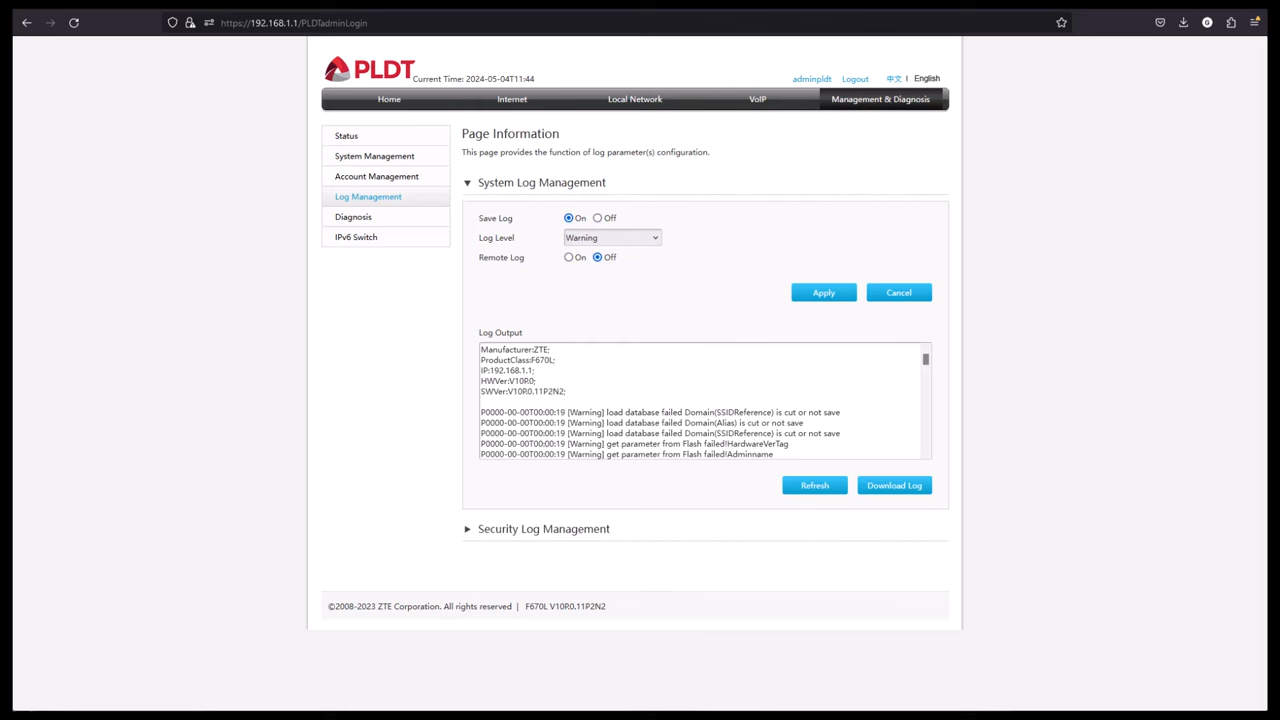 https://192.168.1.1/PLDTadminLogin
PLDT
Current Time: 2024-05-04T11:44
adminpldt Logout 中文 | English
Home Internet Local Network VoIP Management & Diagnosis
Status
System Management
Account Management
Log Management
Diagnosis
IPv6 Switch
Page Information
This page provides the function of log parameter(s) configuration.
System Log Management
Save Log On Off
Log Level Warning
Remote Log On Off
Apply Cancel
Log Output
Manufacturer:ZTE;
ProductClass:F670L;
IP:192.168.1.1;
HWVer:V10P.0;
SWVer:V10P.0.11P2N2;
P0000-00-00T00:00:19 [Warning] load database failed Domain(SSIDReference) is cut or not save
P0000-00-00T00:00:19 [Warning] load database failed Domain(Alias) is cut or not save
P0000-00-00T00:00:19 [Warning] load database failed Domain(SSIDReference) is cut or not save
P0000-00-00T00:00:19 [Warning] get parameter from Flash failed!HardwareVerTag
P0000-00-00T00:00:19 [Warning] get parameter from Flash failed!Adminname
Refresh Download Log
Security Log Management
©2008-2023 ZTE Corporation. All rights reserved | F670L V10P.0.11P2N2